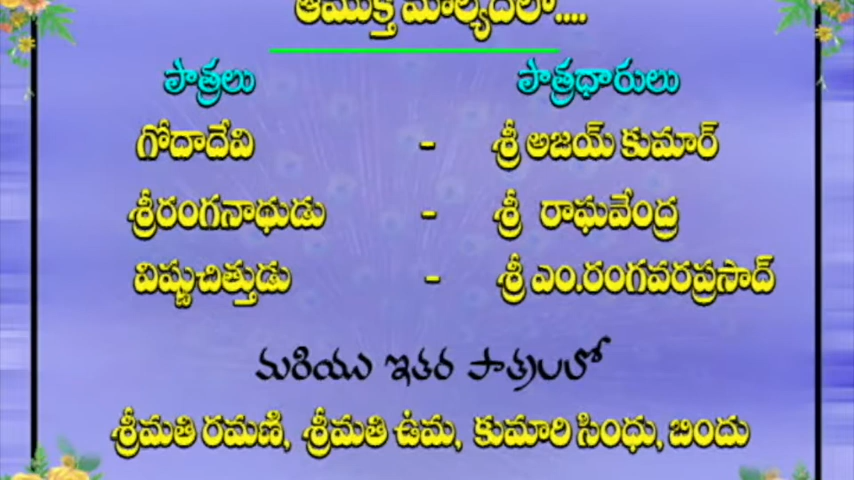 ఆముక్త మాల్యదలో....
పాత్రలు పాత్రధారులు
గోదాదేవి - శ్రీ అజయ్ కుమార్
శ్రీరంగనాథుడు - శ్రీ రాఘవేంద్ర
విష్ణుచిత్తుడు - శ్రీ ఎం.రంగవరప్రసాద్
మరియు ఇతర పాత్రలలో
శ్రీమతి రమణి, శ్రీమతి ఉమ, కుమారి సింధు, బిందు